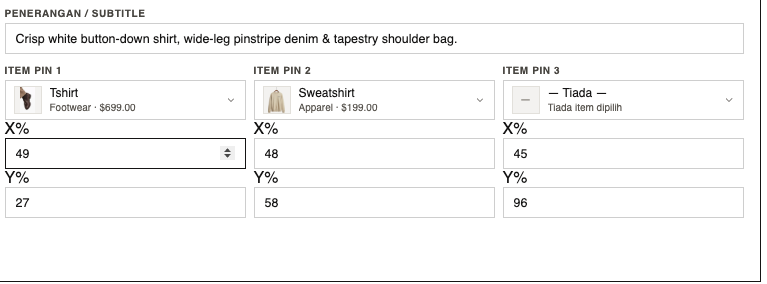 PENERANGAN / SUBTITLE
Crisp white button-down shirt, wide-leg pinstripe denim & tapestry shoulder bag.
ITEM PIN 1
Tshirt
Footwear · $699.00
X%
49
Y%
27
ITEM PIN 2
Sweatshirt
Apparel · $199.00
X%
48
Y%
58
ITEM PIN 3
— Tiada —
Tiada item dipilih
X%
45
Y%
96